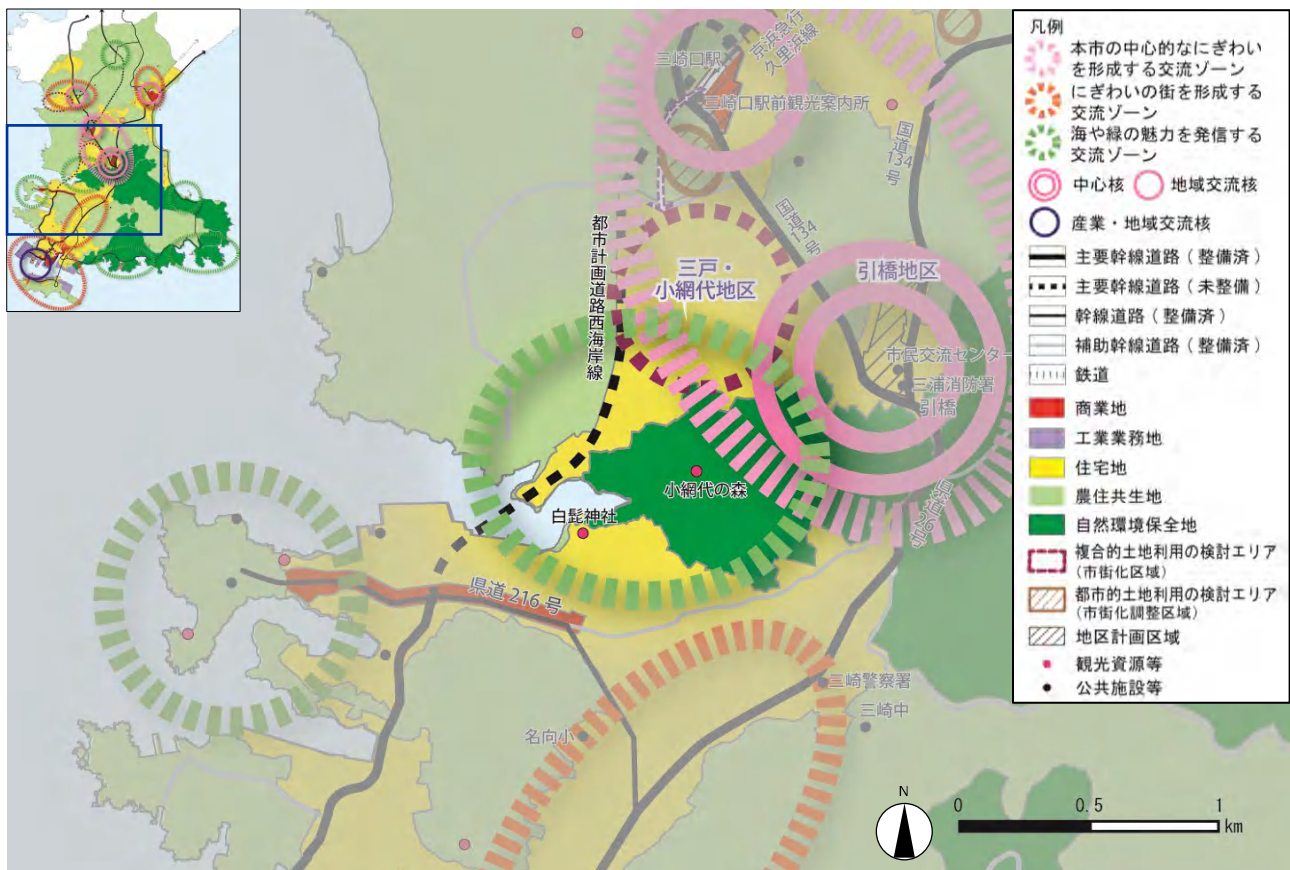 三崎口駅
京浜急行
久里浜線
三崎口駅前観光案内所
国道
134
号
国道
134
号
都市計画道路西海岸線
三戸・
小網代地区
引橋地区
市民交流センター
三浦消防署
引橋
小網代の森
白髭神社
県道26号
県道 216 号
三崎警察署
三崎中
名向小
凡例
本市の中心的なにぎわい
を形成する交流ゾーン
にぎわいの街を形成する
交流ゾーン
海や緑の魅力を発信する
交流ゾーン
中心核 地域交流核
産業・地域交流核
主要幹線道路(整備済)
主要幹線道路(未整備)
幹線道路(整備済)
補助幹線道路(整備済)
鉄道
商業地
工業業務地
住宅地
農住共生地
自然環境保全地
複合的土地利用の検討エリア
(市街化区域)
都市的土地利用の検討エリア
(市街化調整区域)
地区計画区域
観光資源等
公共施設等
N
0 0.5 1
km